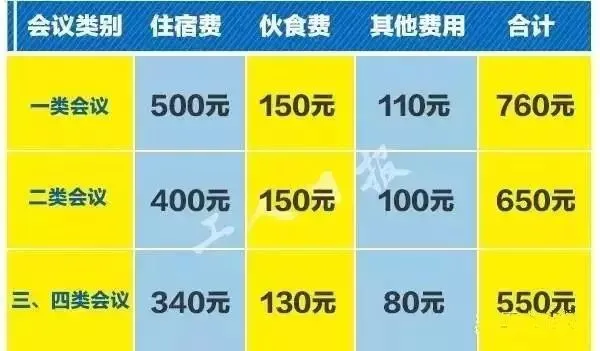 会议类别 住宿费 伙食费 其他费用 合计
一类会议 500元 150元 110元 760元
二类会议 400元 150元 100元 650元
工人日报
三、四类会议 340元 130元 80元 550元